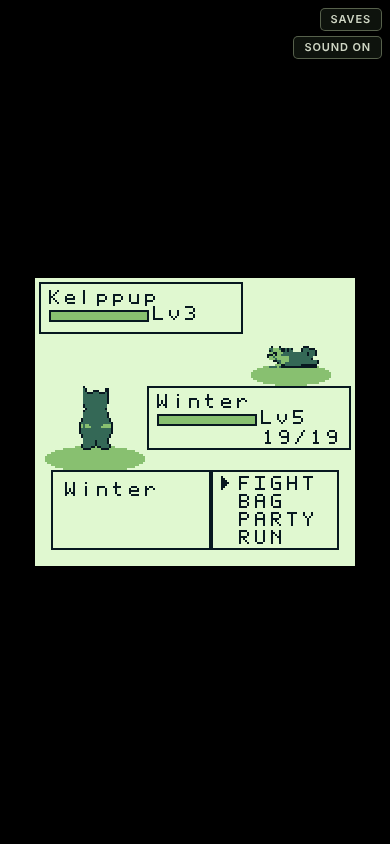 SAVES
SOUND ON
Kelppup
Lv3
Winter
Lv5
19/19
Winter
FIGHT
BAG
PARTY
RUN